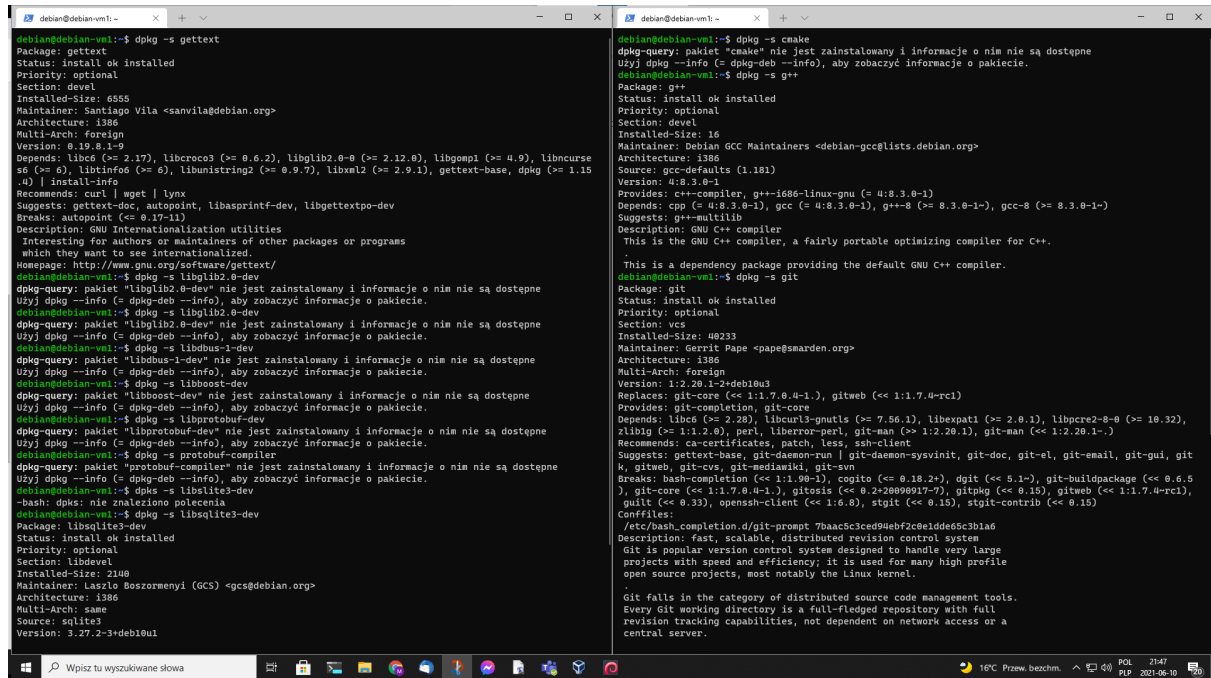 debian@debian-vm1: ~
debian@debian-vm1:~$ dpkg -s gettext
Package: gettext
Status: install ok installed
Priority: optional
Section: devel
Installed-Size: 6555
Maintainer: Santiago Vila <sanvila@debian.org>
Architecture: i386
Multi-Arch: foreign
Version: 0.19.8.1-9
Depends: libc6 (>= 2.17), libcroco3 (>= 0.6.2), libglib2.0-0 (>= 2.12.0), libgomp1 (>= 4.9), libncurse
s6 (>= 6), libtinfo6 (>= 6), libunistring2 (>= 0.9.7), libxml2 (>= 2.9.1), gettext-base, dpkg (>= 1.15
.4) | install-info
Recommends: curl | wget | lynx
Suggests: gettext-doc, autopoint, libasprintf-dev, libgettextpo-dev
Breaks: autopoint (<= 0.17-11)
Description: GNU Internationalization utilities
 Interesting for authors or maintainers of other packages or programs
 which they want to see internationalized.
Homepage: http://www.gnu.org/software/gettext/
debian@debian-vm1:~$ dpkg -s libglib2.0-dev
dpkg-query: pakiet "libglib2.0-dev" nie jest zainstalowany i informacje o nim nie są dostępne
Użyj dpkg --info (= dpkg-deb --info), aby zobaczyć informacje o pakiecie.
debian@debian-vm1:~$ dpkg -s libglib2.0-dev
dpkg-query: pakiet "libglib2.0-dev" nie jest zainstalowany i informacje o nim nie są dostępne
Użyj dpkg --info (= dpkg-deb --info), aby zobaczyć informacje o pakiecie.
debian@debian-vm1:~$ dpkg -s libdbus-1-dev
dpkg-query: pakiet "libdbus-1-dev" nie jest zainstalowany i informacje o nim nie są dostępne
Użyj dpkg --info (= dpkg-deb --info), aby zobaczyć informacje o pakiecie.
debian@debian-vm1:~$ dpkg -s libboost-dev
dpkg-query: pakiet "libboost-dev" nie jest zainstalowany i informacje o nim nie są dostępne
Użyj dpkg --info (= dpkg-deb --info), aby zobaczyć informacje o pakiecie.
debian@debian-vm1:~$ dpkg -s libprotobuf-dev
dpkg-query: pakiet "libprotobuf-dev" nie jest zainstalowany i informacje o nim nie są dostępne
Użyj dpkg --info (= dpkg-deb --info), aby zobaczyć informacje o pakiecie.
debian@debian-vm1:~$ dpkg -s protobuf-compiler
dpkg-query: pakiet "protobuf-compiler" nie jest zainstalowany i informacje o nim nie są dostępne
Użyj dpkg --info (= dpkg-deb --info), aby zobaczyć informacje o pakiecie.
debian@debian-vm1:~$ dpks -s libslite3-dev
-bash: dpks: nie znaleziono polecenia
debian@debian-vm1:~$ dpkg -s libsqlite3-dev
Package: libsqlite3-dev
Status: install ok installed
Priority: optional
Section: libdevel
Installed-Size: 2140
Maintainer: Laszlo Boszormenyi (GCS) <gcs@debian.org>
Architecture: i386
Multi-Arch: same
Source: sqlite3
Version: 3.27.2-3+deb10u1
debian@debian-vm1: ~
debian@debian-vm1:~$ dpkg -s cmake
dpkg-query: pakiet "cmake" nie jest zainstalowany i informacje o nim nie są dostępne
Użyj dpkg --info (= dpkg-deb --info), aby zobaczyć informacje o pakiecie.
debian@debian-vm1:~$ dpkg -s g++
Package: g++
Status: install ok installed
Priority: optional
Section: devel
Installed-Size: 16
Maintainer: Debian GCC Maintainers <debian-gcc@lists.debian.org>
Architecture: i386
Source: gcc-defaults (1.181)
Version: 4:8.3.0-1
Provides: c++-compiler, g++-i686-linux-gnu (= 4:8.3.0-1)
Depends: cpp (= 4:8.3.0-1), gcc (= 4:8.3.0-1), g++-8 (>= 8.3.0-1~), gcc-8 (>= 8.3.0-1~)
Suggests: g++-multilib
Description: GNU C++ compiler
 This is the GNU C++ compiler, a fairly portable optimizing compiler for C++.
 .
 This is a dependency package providing the default GNU C++ compiler.
debian@debian-vm1:~$ dpkg -s git
Package: git
Status: install ok installed
Priority: optional
Section: vcs
Installed-Size: 40233
Maintainer: Gerrit Pape <pape@smarden.org>
Architecture: i386
Multi-Arch: foreign
Version: 1:2.20.1-2+deb10u3
Replaces: git-core (<< 1:1.7.0.4-1.), gitweb (<< 1:1.7.4~rc1)
Provides: git-completion, git-core
Depends: libc6 (>= 2.28), libcurl3-gnutls (>= 7.56.1), libexpat1 (>= 2.0.1), libpcre2-8-0 (>= 10.32),
zlib1g (>= 1:1.2.0), perl, liberror-perl, git-man (>> 1:2.20.1), git-man (<< 1:2.20.1-.)
Recommends: ca-certificates, patch, less, ssh-client
Suggests: gettext-base, git-daemon-run | git-daemon-sysvinit, git-doc, git-el, git-email, git-gui, git
k, gitweb, git-cvs, git-mediawiki, git-svn
Breaks: bash-completion (<< 1:1.90-1), cogito (<= 0.18.2+), dgit (<< 5.1~), git-buildpackage (<< 0.6.5
), git-core (<< 1:1.7.0.4-1.), gitosis (<< 0.2+20090917-7), gitpkg (<< 0.15), gitweb (<< 1:1.7.4~rc1),
 guilt (<< 0.33), openssh-client (<< 1:6.8), stgit (<< 0.15), stgit-contrib (<< 0.15)
Conffiles:
 /etc/bash_completion.d/git-prompt 7baac5c3ced94ebf2c0e1dde65c3b1a6
Description: fast, scalable, distributed revision control system
 Git is popular version control system designed to handle very large
 projects with speed and efficiency; it is used for many high profile
 open source projects, most notably the Linux kernel.
 .
 Git falls in the category of distributed source code management tools.
 Every Git working directory is a full-fledged repository with full
 revision tracking capabilities, not dependent on network access or a
 central server.
Wpisz tu wyszukiwane słowa
16°C Przew. bezchm.
POL
PLP
21:47
2021-06-10
20